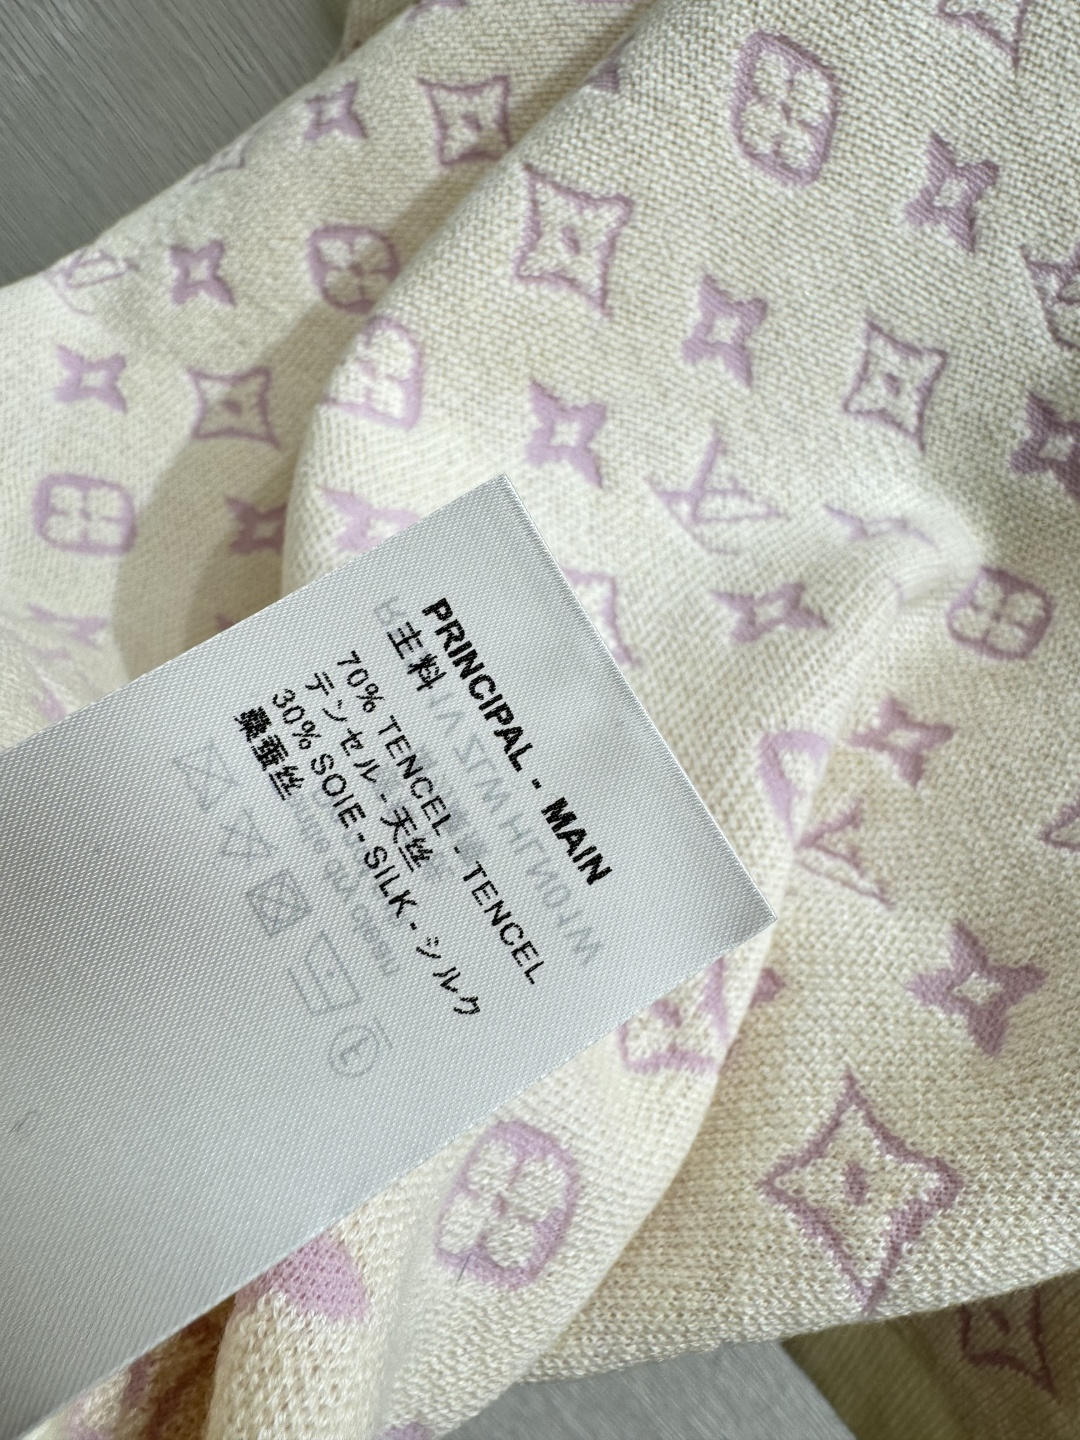 PRINCIPAL - MAIN
主料
70% TENCEL - TENCEL
テンセル - 天丝
30% SOIE - SILK - シルク
桑蚕丝